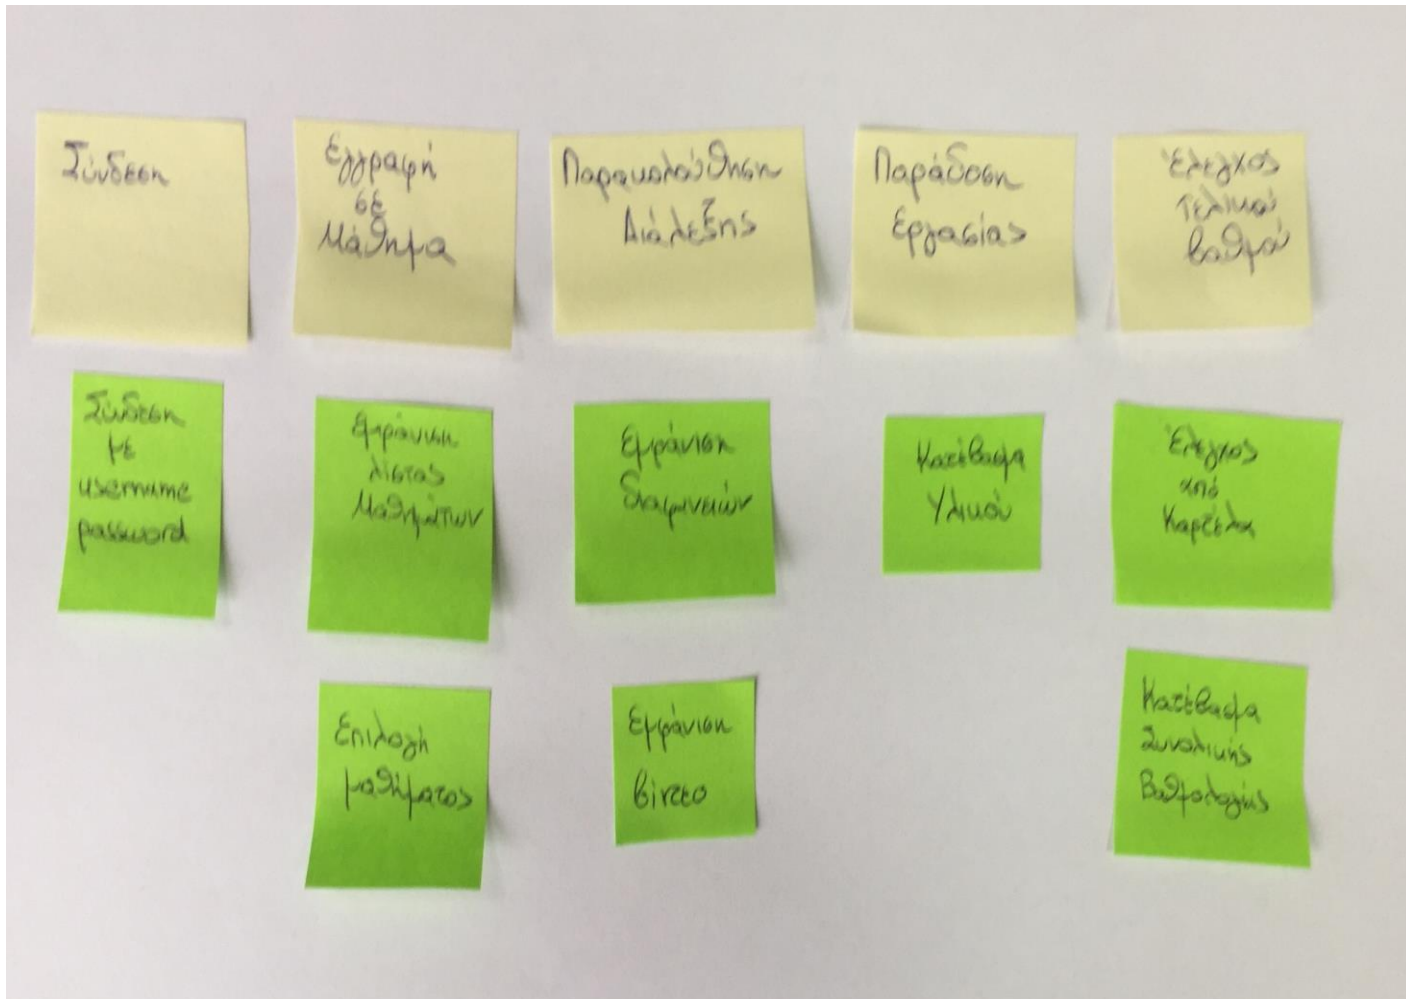 Σύνδεση
Εγγραφή
σε
Μάθημα
Παρακολούθηση
Διάλεξης
Παράδοση
Εργασίας
Έλεγχος
τελικού
βαθμού
Σύνδεση
με
username
password
Εμφάνιση
λίστας
Μαθημάτων
Εμφάνιση
διαφανειών
Κατέβασμα
Υλικού
Έλεγχος
από
Καρτέλα
Επιλογή
μαθήματος
Εμφάνιση
βίντεο
Κατέβασμα
Συνολικής
Βαθμολογίας